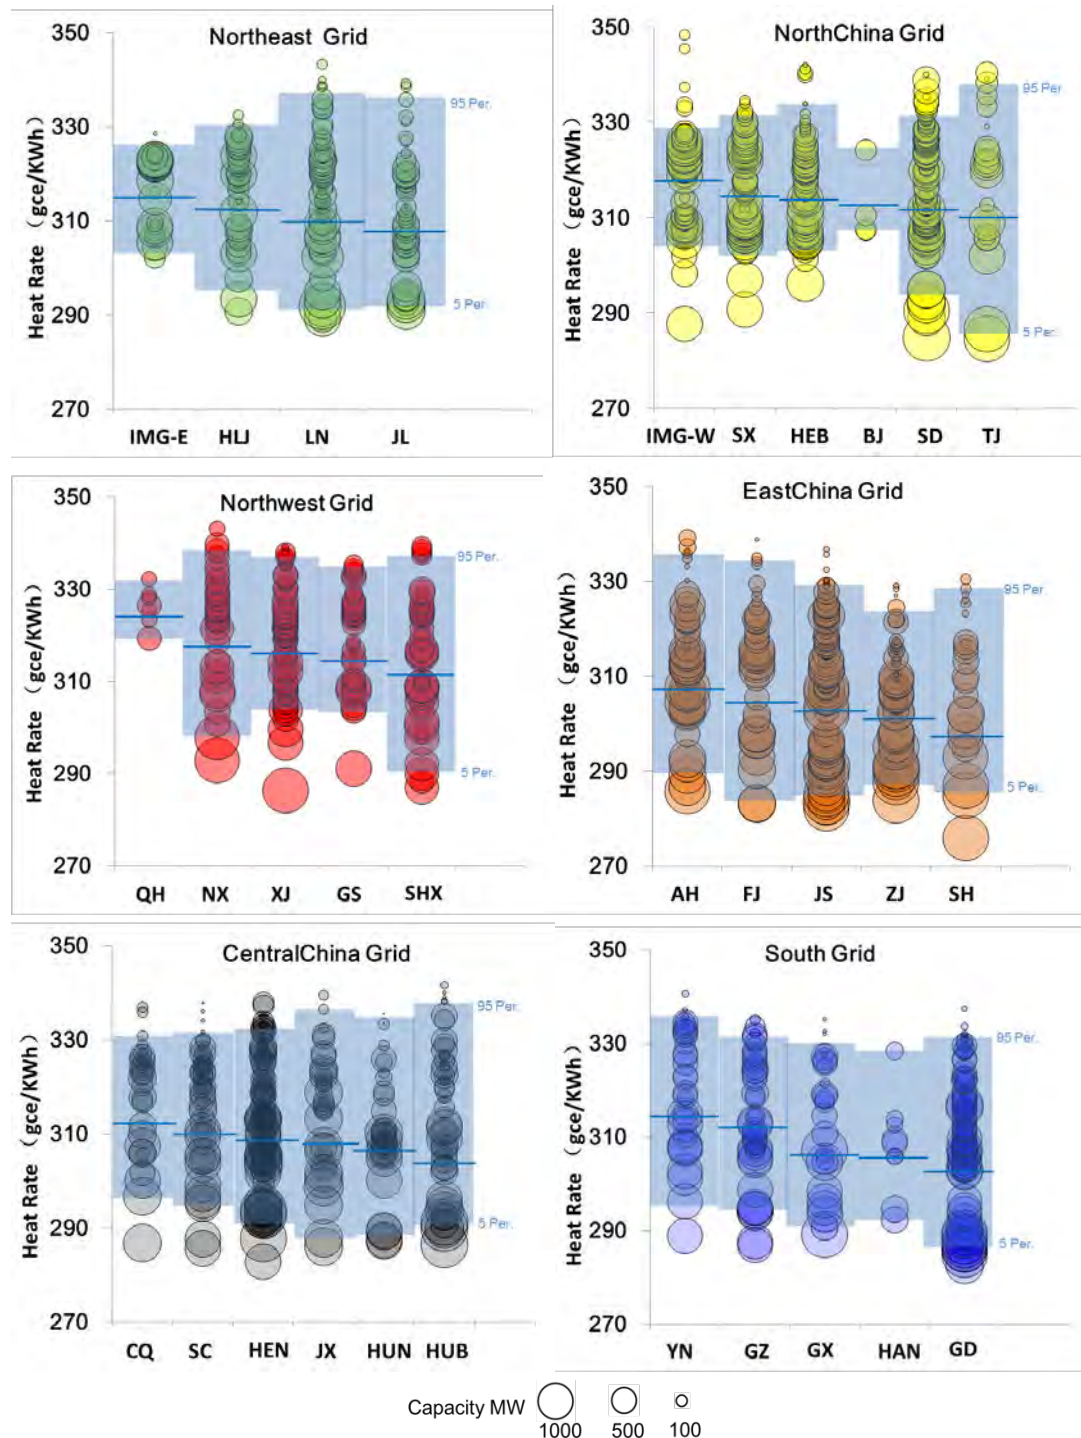 Northeast Grid
Heat Rate （gce/KWh）
350
330
310
290
270
95 Per.
5 Per.
IMG-E HLJ LN JL
NorthChina Grid
Heat Rate （gce/KWh）
350
330
310
290
270
95 Per
5 Per.
IMG-W SX HEB BJ SD TJ
Northwest Grid
Heat Rate （gce/KWh）
350
330
310
290
270
95 Per.
5 Per.
QH NX XJ GS SHX
EastChina Grid
Heat Rate （gce/KWh）
350
330
310
290
270
95 Per.
5 Per.
AH FJ JS ZJ SH
CentralChina Grid
Heat Rate （gce/KWh）
350
330
310
290
270
95 Per.
5 Per.
CQ SC HEN JX HUN HUB
South Grid
Heat Rate （gce/KWh）
350
330
310
290
270
95 Per.
5 Per.
YN GZ GX HAN GD
Capacity MW
1000 500 100